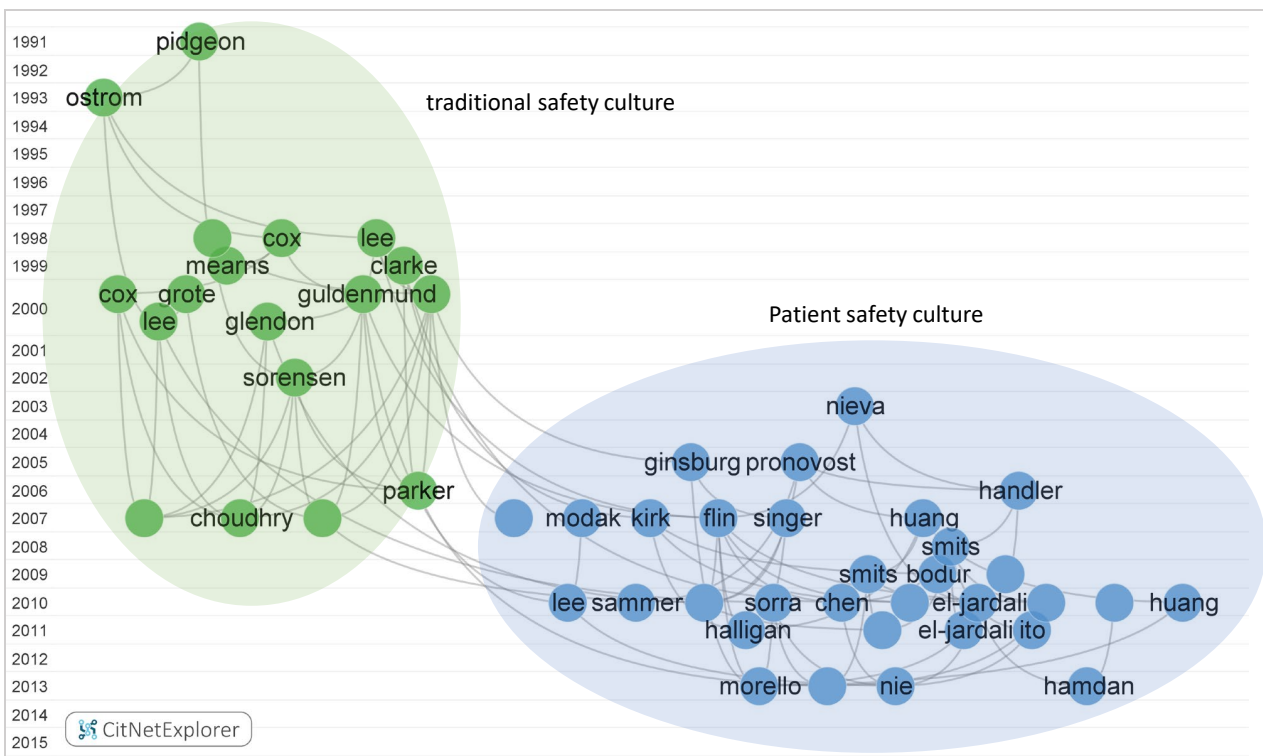 1991
pidgeon
1992
1993
ostrom
traditional safety culture
1994
1995
1996
1997
1998
cox
lee
1999
mearns
clarke
2000
cox
grote
guldenmund
lee
glendon
Patient safety culture
2001
2002
sorensen
2003
nieva
2004
2005
ginsburg
pronovost
2006
parker
handler
2007
choudhry
modak
kirk
flin
singer
huang
2008
smits
2009
smits
bodur
2010
lee
sammer
sorra
chen
el-jardali
huang
2011
halligan
el-jardali
ito
2012
2013
morello
nie
hamdan
2014
CitNetExplorer
2015